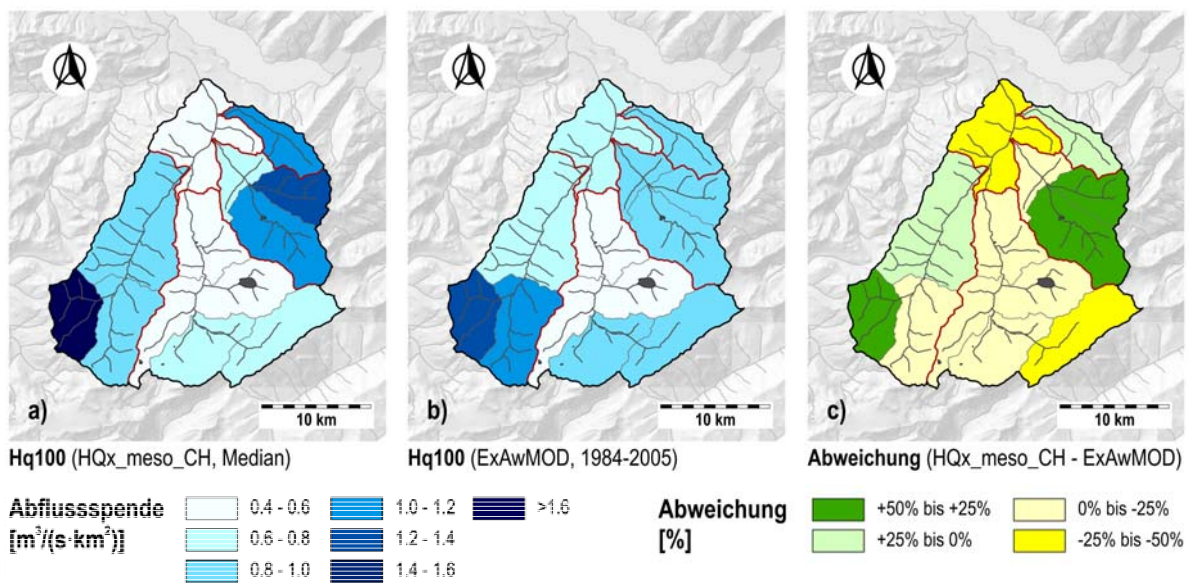 a)
10 km
b)
10 km
c)
10 km
Hq100 (HQx_meso_CH, Median)
Hq100 (ExAwMOD, 1984-2005)
Abweichung (HQx_meso_CH - ExAwMOD)
Abflussspende
[m³/(s·km²)]
0.4 - 0.6
0.6 - 0.8
0.8 - 1.0
1.0 - 1.2
1.2 - 1.4
1.4 - 1.6
>1.6
Abweichung
[%]
+50% bis +25%
+25% bis 0%
0% bis -25%
-25% bis -50%